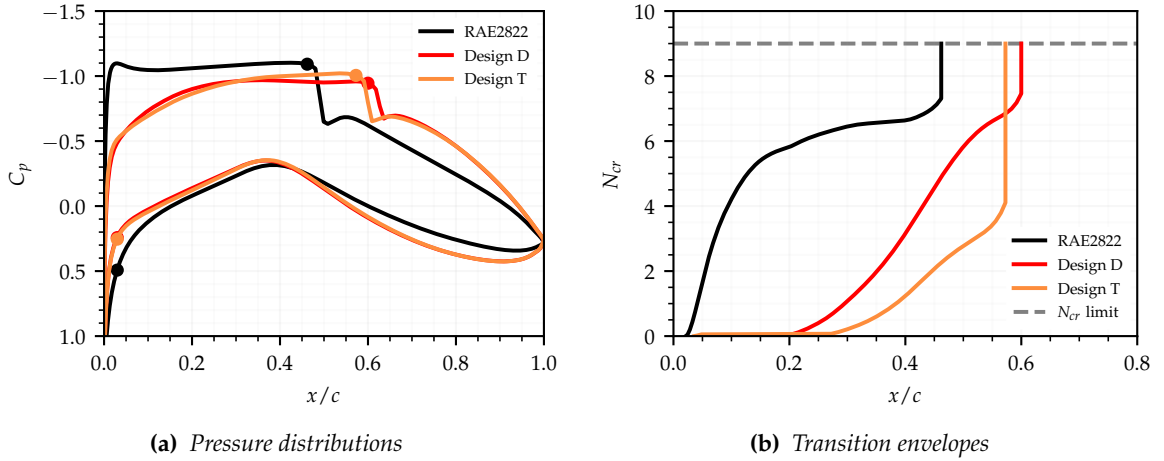 −1.5
−1.0
−0.5
0.0
0.5
1.0
C_p
0.0 0.2 0.4 0.6 0.8 1.0
x/c
RAE2822
Design D
Design T
(a) Pressure distributions
10
8
6
4
2
0
N_cr
0.0 0.2 0.4 0.6 0.8
x/c
RAE2822
Design D
Design T
N_cr limit
(b) Transition envelopes